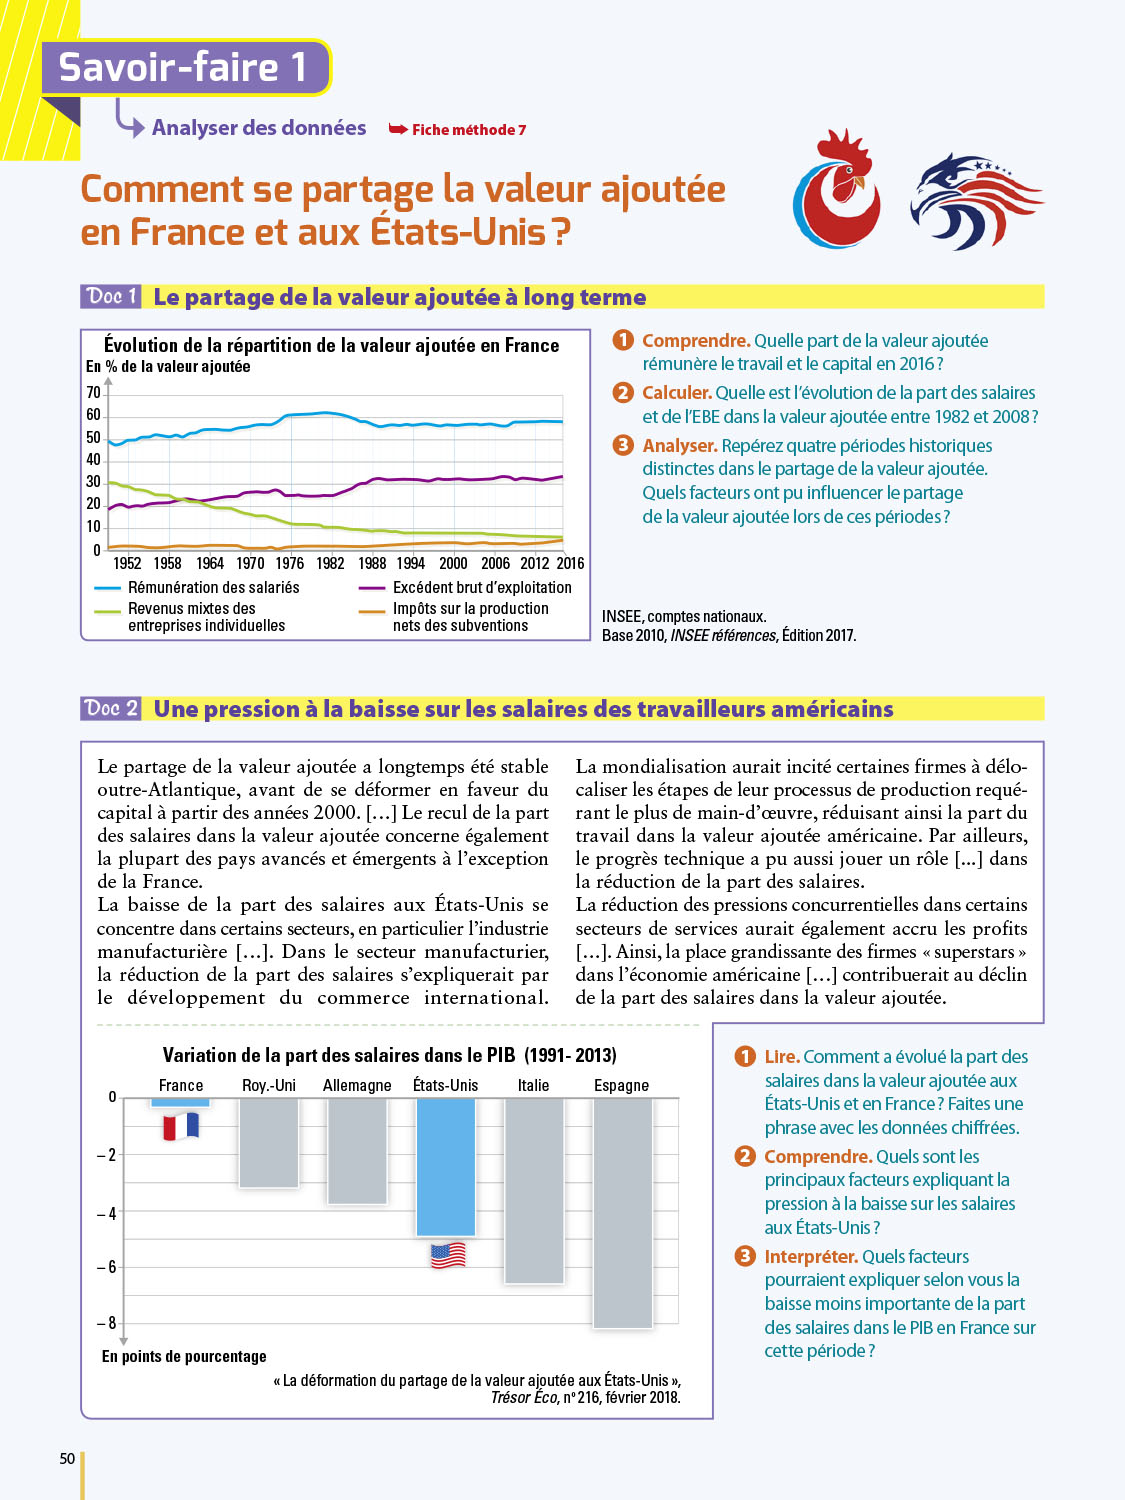 Savoir-faire 1
Analyser des données
Fiche méthode 7
Comment se partage la valeur ajoutée
en France et aux États-Unis ?
Doc 1 Le partage de la valeur ajoutée à long terme
Évolution de la répartition de la valeur ajoutée en France
En % de la valeur ajoutée
70
60
50
40
30
20
10
0
1952 1958 1964 1970 1976 1982 1988 1994 2000 2006 2012 2016
Rémunération des salariés
Excédent brut d'exploitation
Revenus mixtes des
entreprises individuelles
Impôts sur la production
nets des subventions
1 Comprendre. Quelle part de la valeur ajoutée
rémunère le travail et le capital en 2016 ?
2 Calculer. Quelle est l'évolution de la part des salaires
et de l'EBE dans la valeur ajoutée entre 1982 et 2008 ?
3 Analyser. Repérez quatre périodes historiques
distinctes dans le partage de la valeur ajoutée.
Quels facteurs ont pu influencer le partage
de la valeur ajoutée lors de ces périodes ?
INSEE, comptes nationaux.
Base 2010, INSEE références, Édition 2017.
Doc 2 Une pression à la baisse sur les salaires des travailleurs américains
Le partage de la valeur ajoutée a longtemps été stable
outre-Atlantique, avant de se déformer en faveur du
capital à partir des années 2000. […] Le recul de la part
des salaires dans la valeur ajoutée concerne également
la plupart des pays avancés et émergents à l'exception
de la France.
La baisse de la part des salaires aux États-Unis se
concentre dans certains secteurs, en particulier l'industrie
manufacturière […]. Dans le secteur manufacturier,
la réduction de la part des salaires s'expliquerait par
le développement du commerce international.
La mondialisation aurait incité certaines firmes à délo-
caliser les étapes de leur processus de production requé-
rant le plus de main-d'œuvre, réduisant ainsi la part du
travail dans la valeur ajoutée américaine. Par ailleurs,
le progrès technique a pu aussi jouer un rôle [...] dans
la réduction de la part des salaires.
La réduction des pressions concurrentielles dans certains
secteurs de services aurait également accru les profits
[…]. Ainsi, la place grandissante des firmes « superstars »
dans l'économie américaine […] contribuerait au déclin
de la part des salaires dans la valeur ajoutée.
Variation de la part des salaires dans le PIB (1991- 2013)
France Roy.-Uni Allemagne États-Unis Italie Espagne
0
– 2
– 4
– 6
– 8
En points de pourcentage
« La déformation du partage de la valeur ajoutée aux États-Unis »,
Trésor Éco, nº 216, février 2018.
1 Lire. Comment a évolué la part des
salaires dans la valeur ajoutée aux
États-Unis et en France ? Faites une
phrase avec les données chiffrées.
2 Comprendre. Quels sont les
principaux facteurs expliquant la
pression à la baisse sur les salaires
aux États-Unis ?
3 Interpréter. Quels facteurs
pourraient expliquer selon vous la
baisse moins importante de la part
des salaires dans le PIB en France sur
cette période ?
50